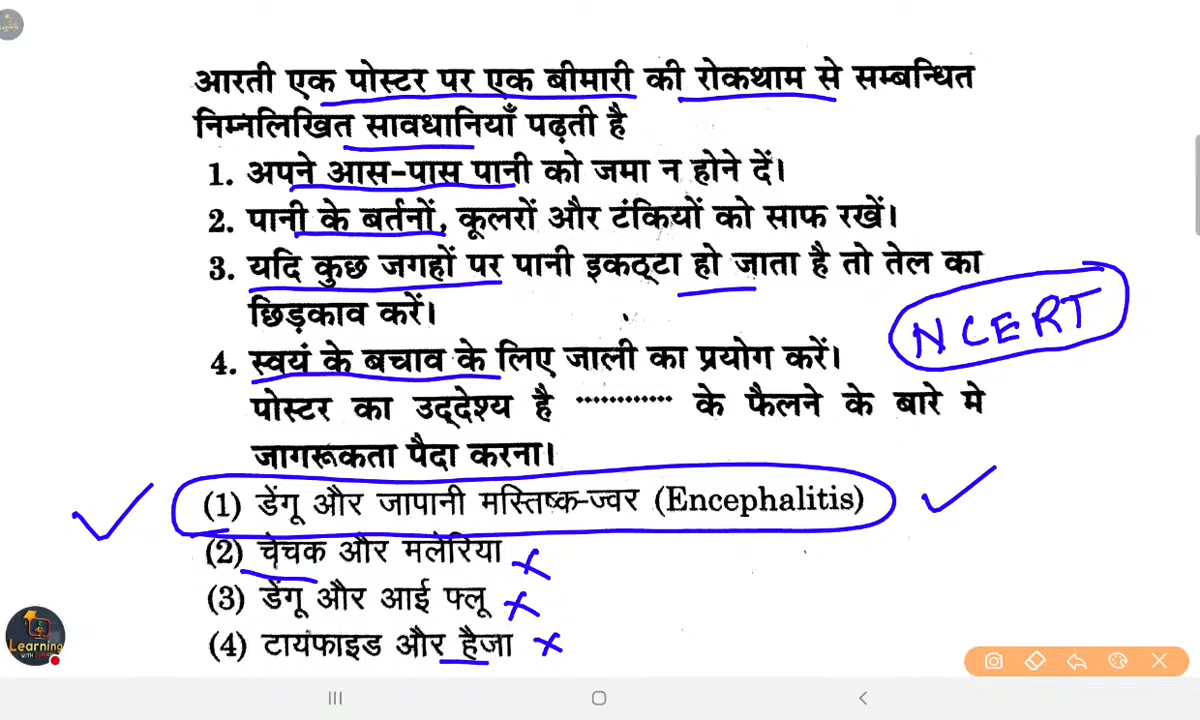 आरती एक पोस्टर पर एक बीमारी की रोकथाम से सम्बन्धित
निम्नलिखित सावधानियाँ पढ़ती है
1. अपने आस-पास पानी को जमा न होने दें।
2. पानी के बर्तनों, कूलरों और टंकियों को साफ रखें।
3. यदि कुछ जगहों पर पानी इकठ्टा हो जाता है तो तेल का
छिड़काव करें।
NCERT
4. स्वयं के बचाव के लिए जाली का प्रयोग करें।
पोस्टर का उद्देश्य है ············ के फैलने के बारे मे
जागरूकता पैदा करना।
(1) डेंगू और जापानी मस्तिष्क-ज्वर (Encephalitis)
(2) चेचक और मलेरिया
(3) डेंगू और आई फ्लू
(4) टायफाइड और हैजा
Learning